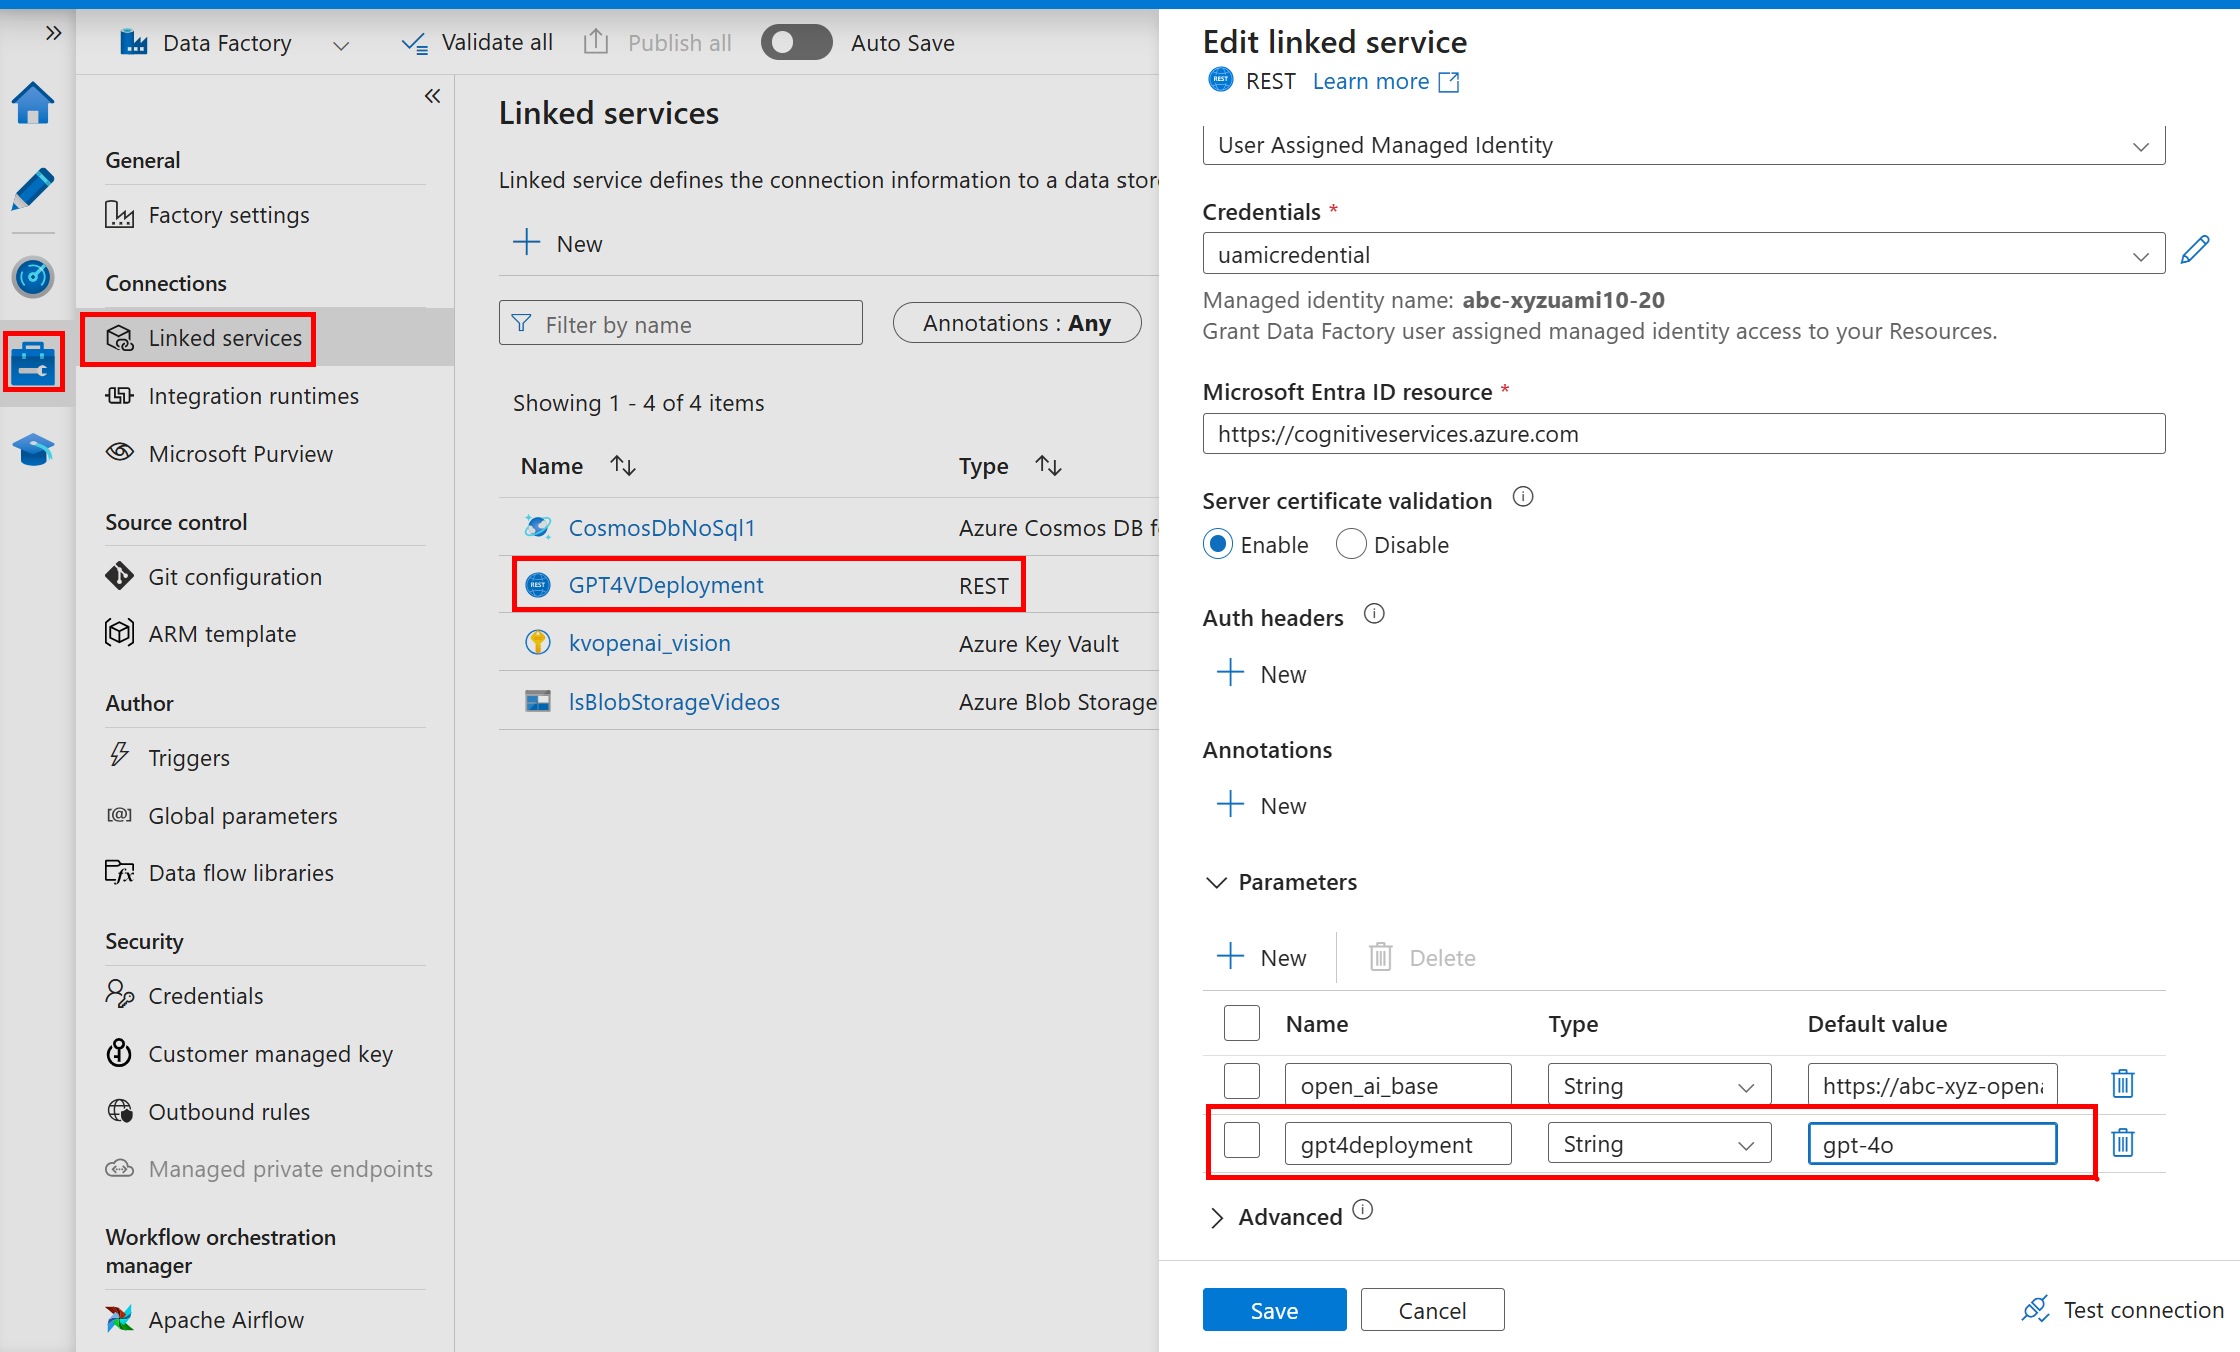 Data Factory
Validate all
Publish all
Auto Save
General
Factory settings
Connections
Linked services
Integration runtimes
Microsoft Purview
Source control
Git configuration
ARM template
Author
Triggers
Global parameters
Data flow libraries
Security
Credentials
Customer managed key
Outbound rules
Managed private endpoints
Workflow orchestration
manager
Apache Airflow
Linked services
Linked service defines the connection information to a data store
New
Filter by name
Annotations : Any
Showing 1 - 4 of 4 items
Name Type
CosmosDbNoSql1 Azure Cosmos DB f
REST GPT4VDeployment REST
kvopenai_vision Azure Key Vault
lsBlobStorageVideos Azure Blob Storage
Edit linked service
REST REST Learn more
User Assigned Managed Identity
Credentials *
uamicredential
Managed identity name: abc-xyzuami10-20
Grant Data Factory user assigned managed identity access to your Resources.
Microsoft Entra ID resource *
https://cognitiveservices.azure.com
Server certificate validation
Enable Disable
Auth headers
New
Annotations
New
Parameters
New Delete
Name Type Default value
open_ai_base String https://abc-xyz-open
gpt4deployment String gpt-4o
Advanced
Save Cancel Test connection